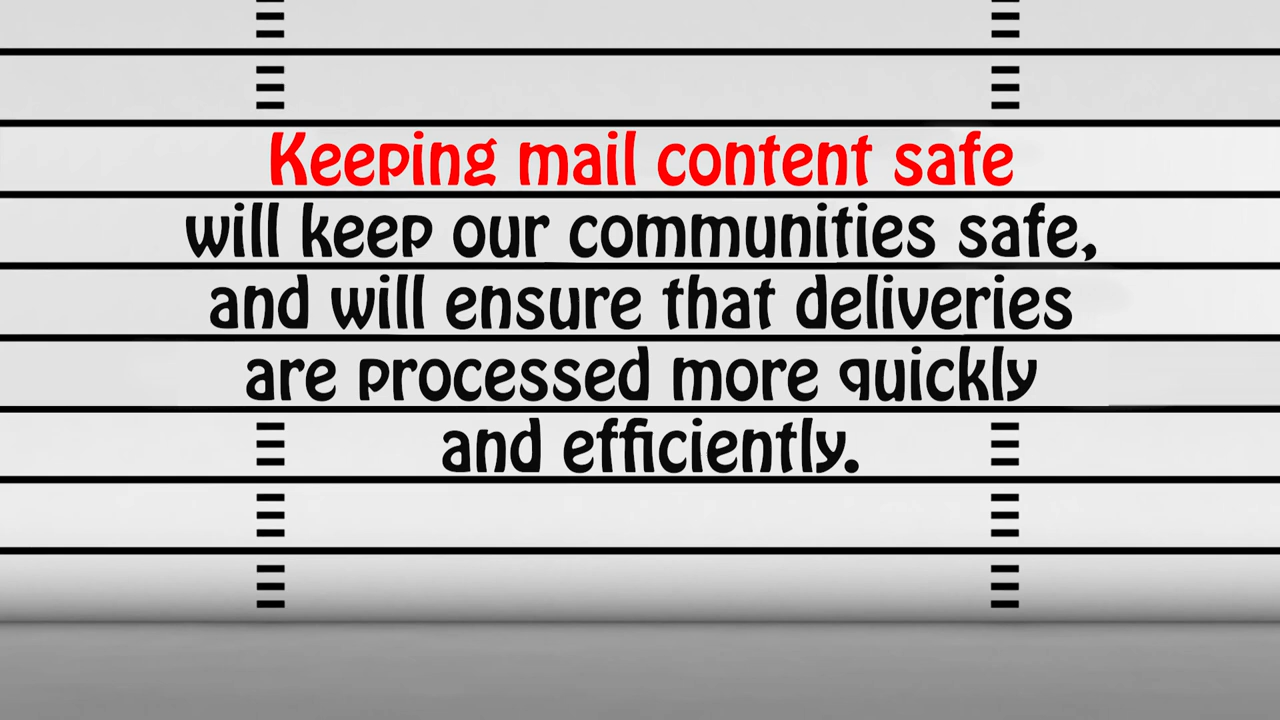 Keeping mail content safe
will keep our communities safe,
and will ensure that deliveries
are processed more quickly
and efficiently.